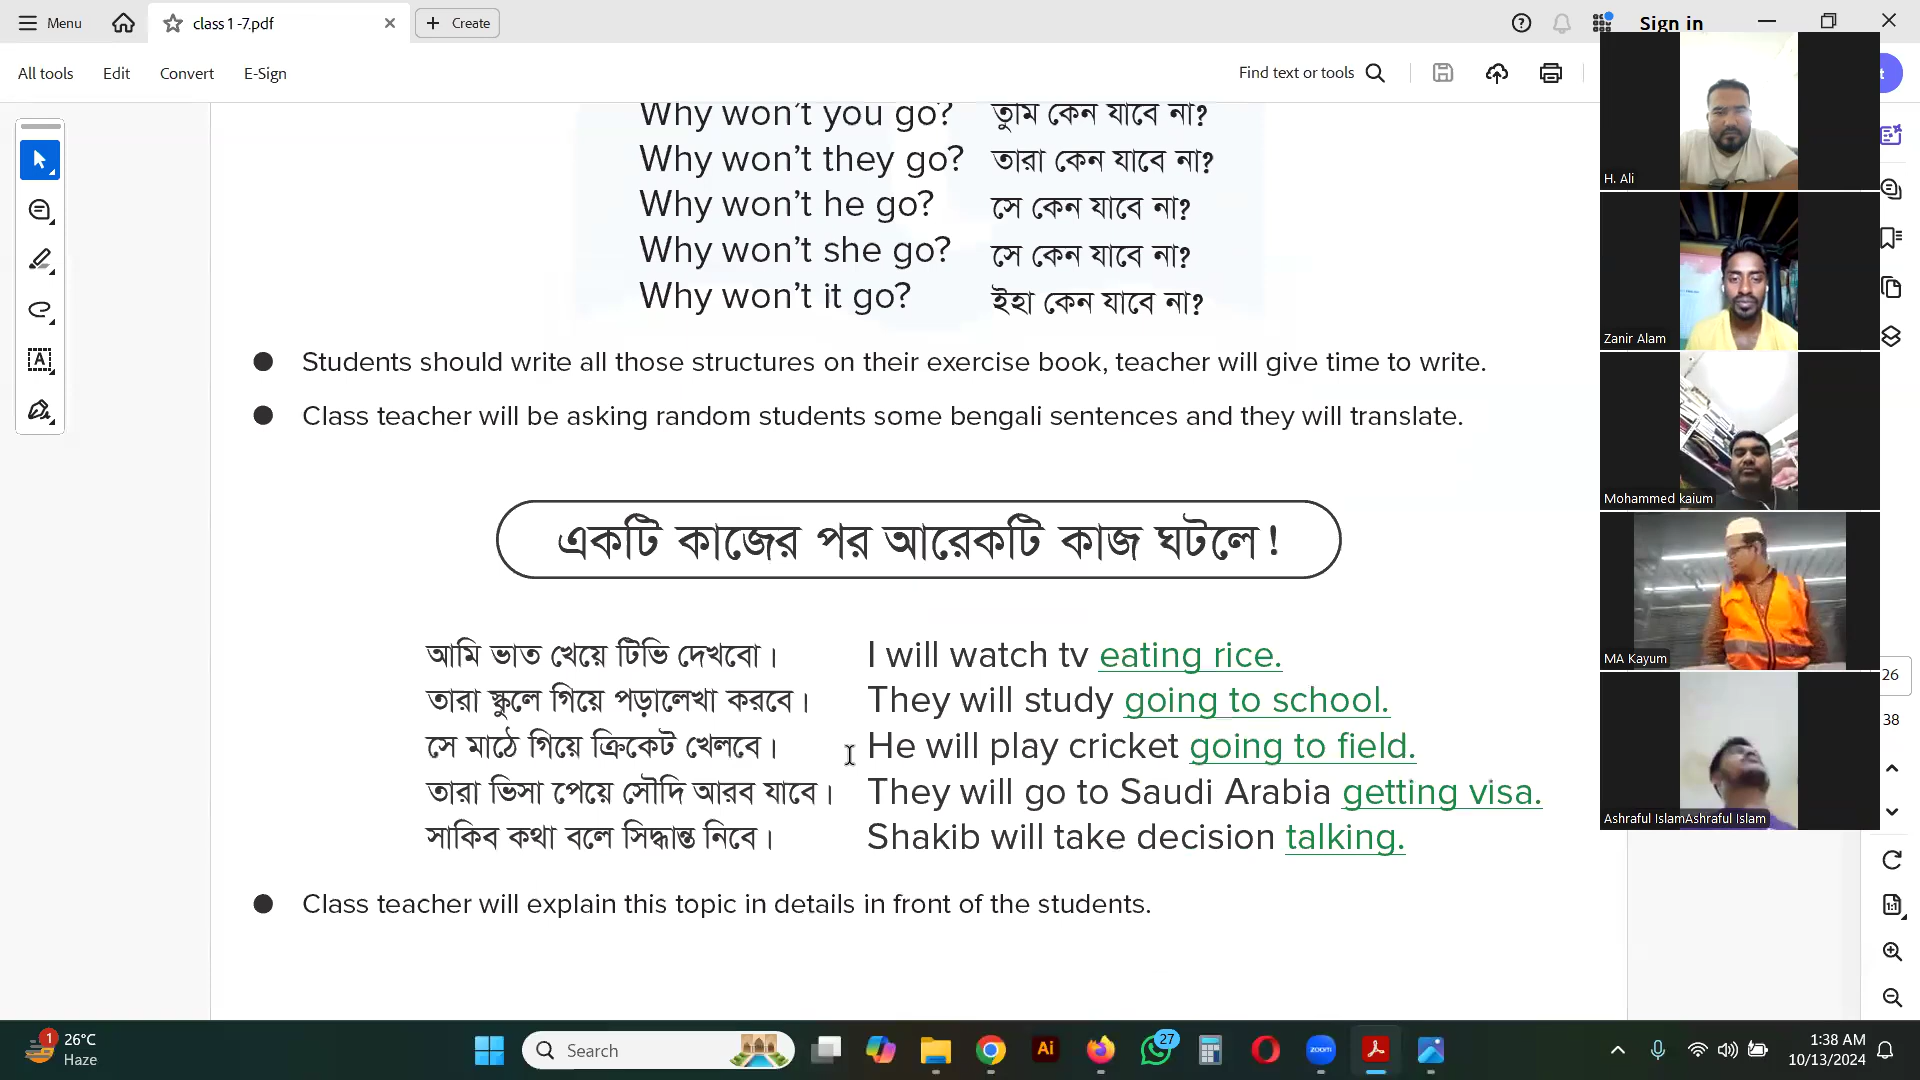 Menu
class 1 -7.pdf
Create
Sign in
All tools
Edit
Convert
E-Sign
Find text or tools
Why won't you go? তুমি কেন যাবে না?
Why won't they go? তারা কেন যাবে না?
Why won't he go? সে কেন যাবে না?
Why won't she go? সে কেন যাবে না?
Why won't it go? ইহা কেন যাবে না?
● Students should write all those structures on their exercise book, teacher will give time to write.
● Class teacher will be asking random students some bengali sentences and they will translate.
একটি কাজের পর আরেকটি কাজ ঘটলে!
আমি ভাত খেয়ে টিভি দেখবো। I will watch tv eating rice.
তারা স্কুলে গিয়ে পড়ালেখা করবে। They will study going to school.
সে মাঠে গিয়ে ক্রিকেট খেলবে। He will play cricket going to field.
তারা ভিসা পেয়ে সৌদি আরব যাবে। They will go to Saudi Arabia getting visa.
সাকিব কথা বলে সিদ্ধান্ত নিবে। Shakib will take decision talking.
● Class teacher will explain this topic in details in front of the students.
H. Ali
Zanir Alam
Mohammed kaium
MA Kayum
Ashraful IslamAshraful Islam
t
26
38
1:1
1
26°C
Haze
Search
Ai
27
zoom
1:38 AM
10/13/2024